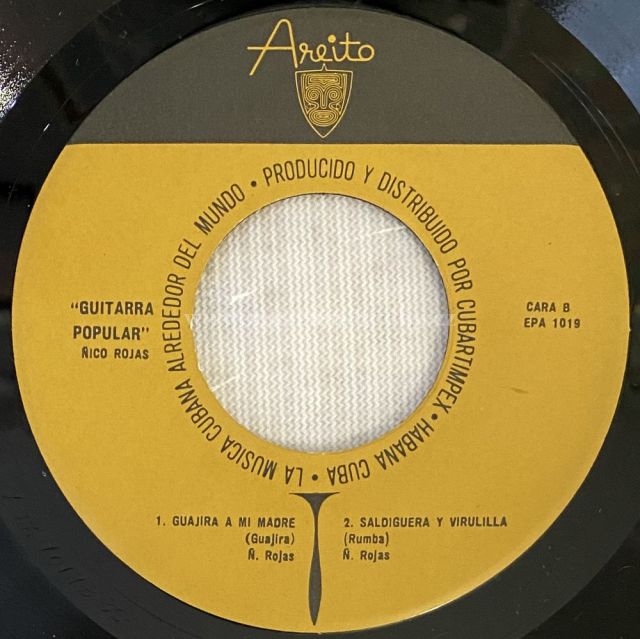 Areito
LA MUSICA CUBANA ALREDEDOR DEL MUNDO • PRODUCIDO Y DISTRIBUIDO POR CUBARTIMPEX • HABANA CUBA •
"GUITARRA
POPULAR"
ÑICO ROJAS
CARA B
EPA 1019
1. GUAJIRA A MI MADRE
(Guajira)
Ñ. Rojas
2. SALDIGUERA Y VIRULILLA
(Rumba)
Ñ. Rojas